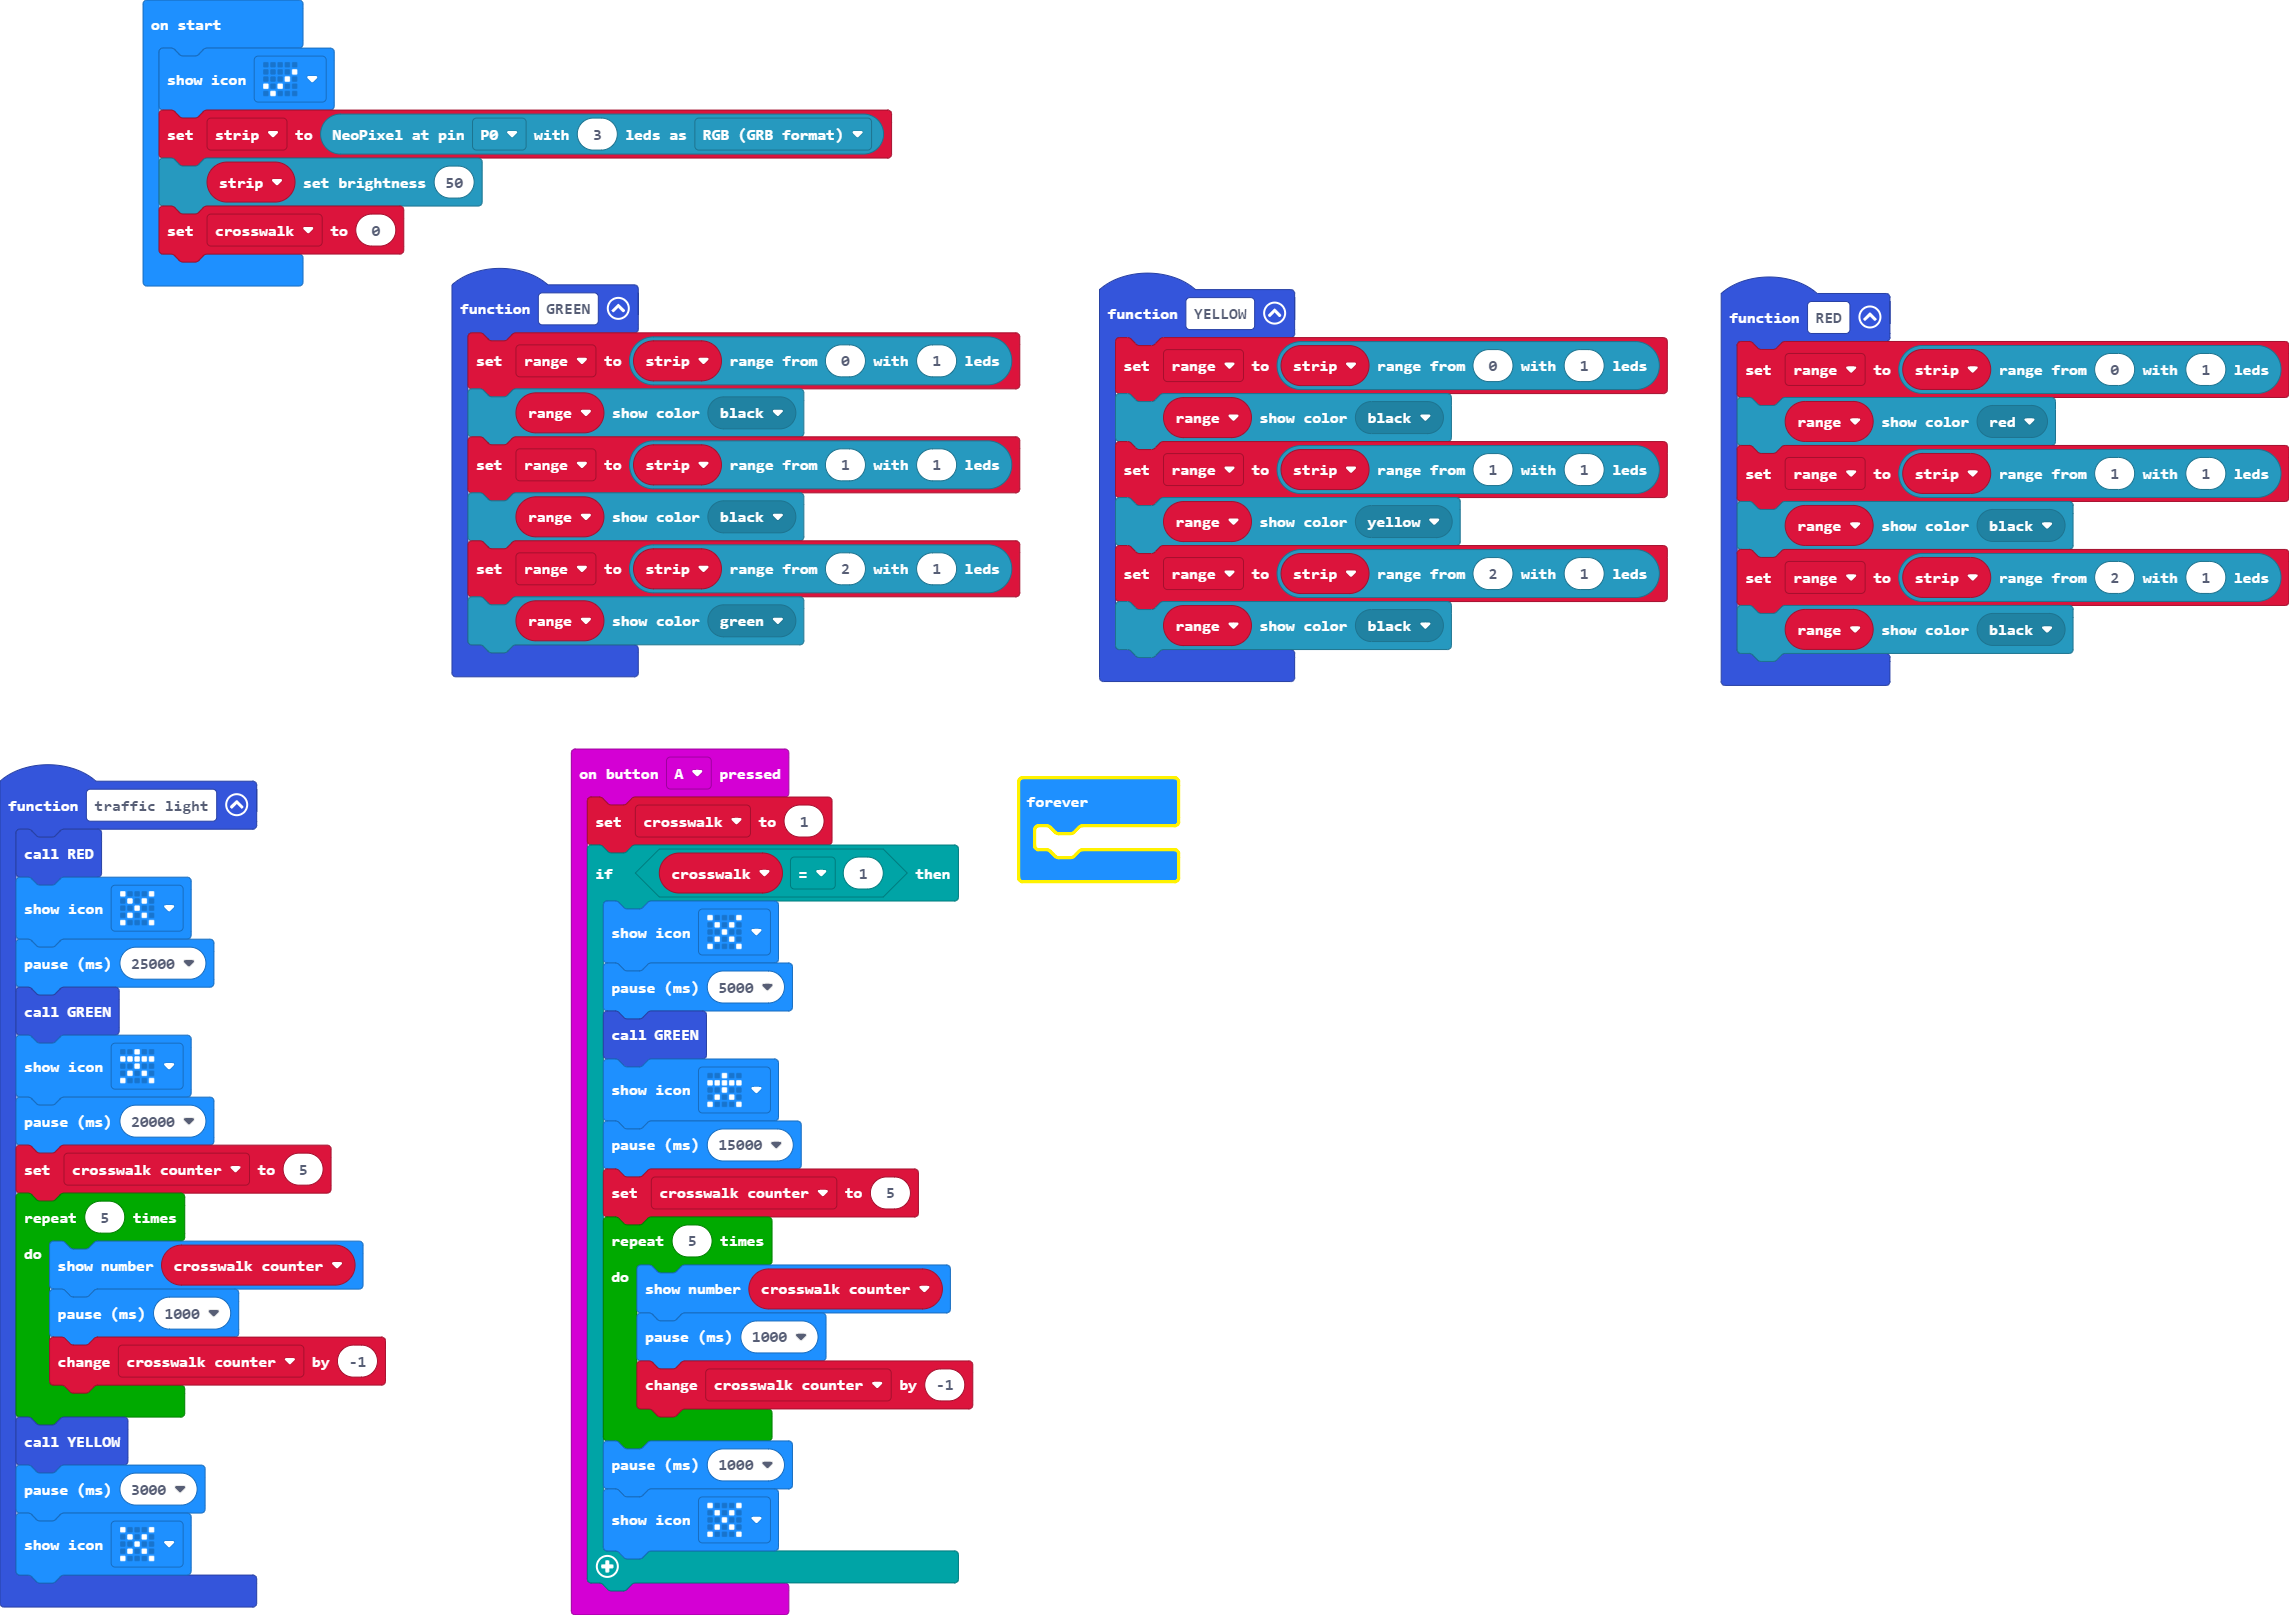 on start
show icon
set strip to NeoPixel at pin P0 with 3 leds as RGB (GRB format)
strip set brightness 50
set crosswalk to 0
function GREEN
set range to strip range from 0 with 1 leds
range show color black
set range to strip range from 1 with 1 leds
range show color black
set range to strip range from 2 with 1 leds
range show color green
function YELLOW
set range to strip range from 0 with 1 leds
range show color black
set range to strip range from 1 with 1 leds
range show color yellow
set range to strip range from 2 with 1 leds
range show color black
function RED
set range to strip range from 0 with 1 leds
range show color red
set range to strip range from 1 with 1 leds
range show color black
set range to strip range from 2 with 1 leds
range show color black
function traffic light
call RED
show icon
pause (ms) 25000
call GREEN
show icon
pause (ms) 20000
set crosswalk counter to 5
repeat 5 times
do
show number crosswalk counter
pause (ms) 1000
change crosswalk counter by -1
call YELLOW
pause (ms) 3000
show icon
on button A pressed
set crosswalk to 1
if crosswalk = 1 then
show icon
pause (ms) 5000
call GREEN
show icon
pause (ms) 15000
set crosswalk counter to 5
repeat 5 times
do
show number crosswalk counter
pause (ms) 1000
change crosswalk counter by -1
pause (ms) 1000
show icon
forever